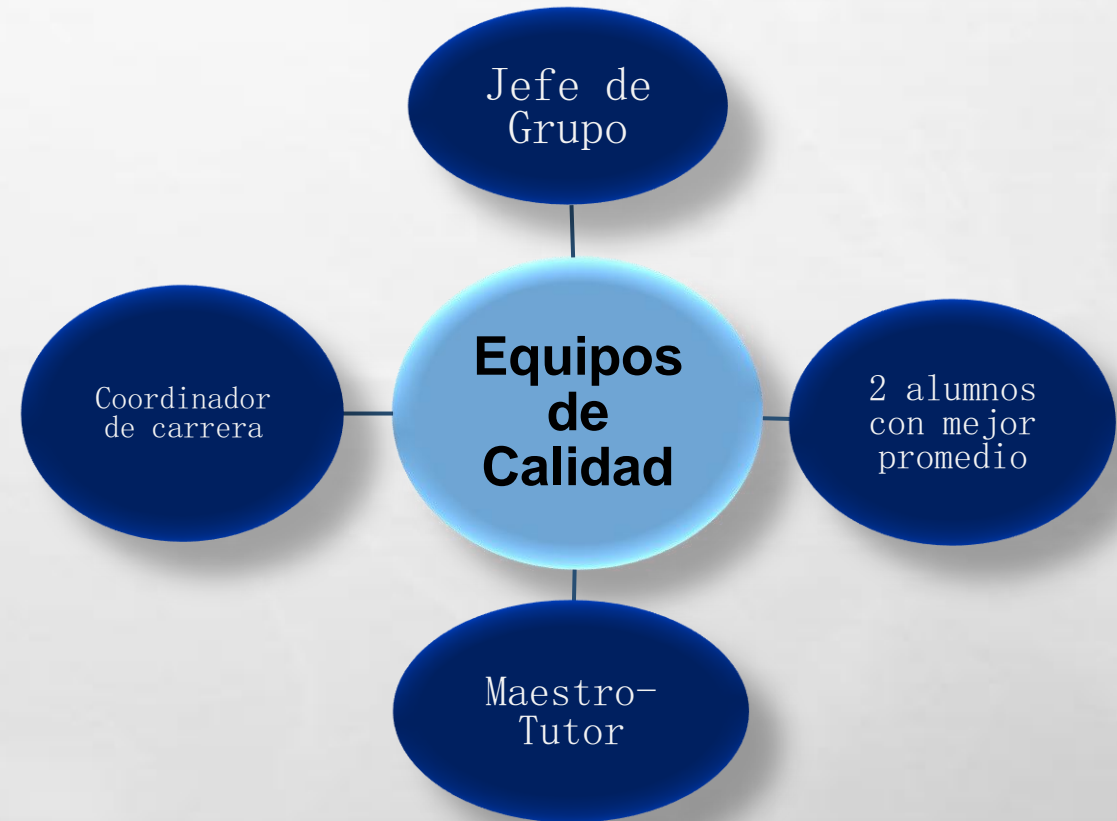 Jefe de
Grupo
Equipos
de
Calidad
Coordinador
de carrera
2 alumnos
con mejor
promedio
Maestro-
Tutor